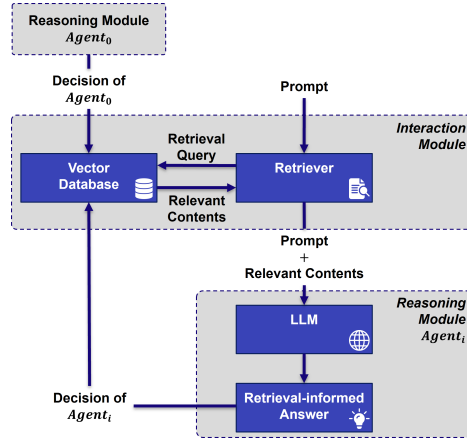 Reasoning Module
Agent₀
Decision of
Agent₀
Prompt
Interaction
Module
Retrieval
Query
Vector
Database
Retriever
Relevant
Contents
Prompt
+
Relevant Contents
Reasoning
Module
Agentᵢ
LLM
Decision of
Agentᵢ
Retrieval-informed
Answer